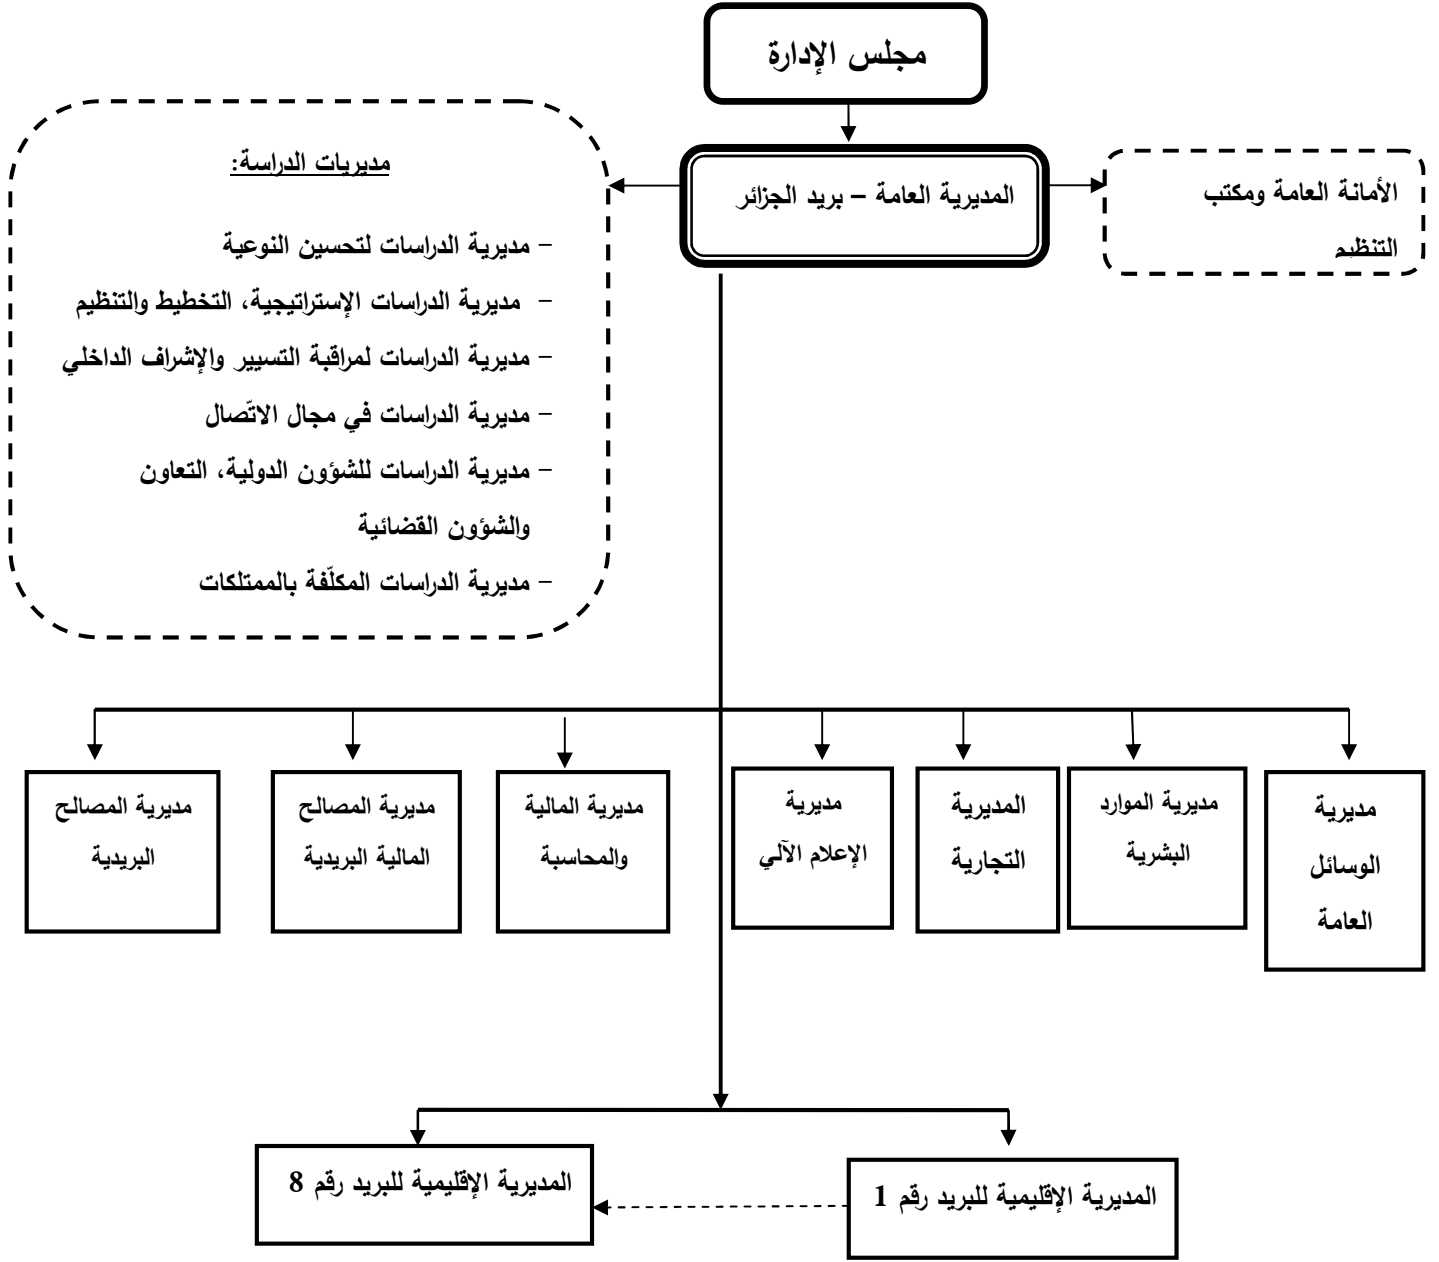 مجلس الإدارة
المديرية العامة – بريد الجزائر
الأمانة العامة ومكتب
التنظيم
مديريات الدراسة:
– مديرية الدراسات لتحسين النوعية
– مديرية الدراسات الإستراتيجية، التخطيط والتنظيم
– مديرية الدراسات لمراقبة التسيير والإشراف الداخلي
– مديرية الدراسات في مجال الاتّصال
– مديرية الدراسات للشؤون الدولية، التعاون
والشؤون القضائية
– مديرية الدراسات المكلّفة بالممتلكات
مديرية
الوسائل
العامة
مديرية الموارد
البشرية
المديرية
التجارية
مديرية
الإعلام الآلي
مديرية المالية
والمحاسبة
مديرية المصالح
المالية البريدية
مديرية المصالح
البريدية
المديرية الإقليمية للبريد رقم 1
المديرية الإقليمية للبريد رقم 8